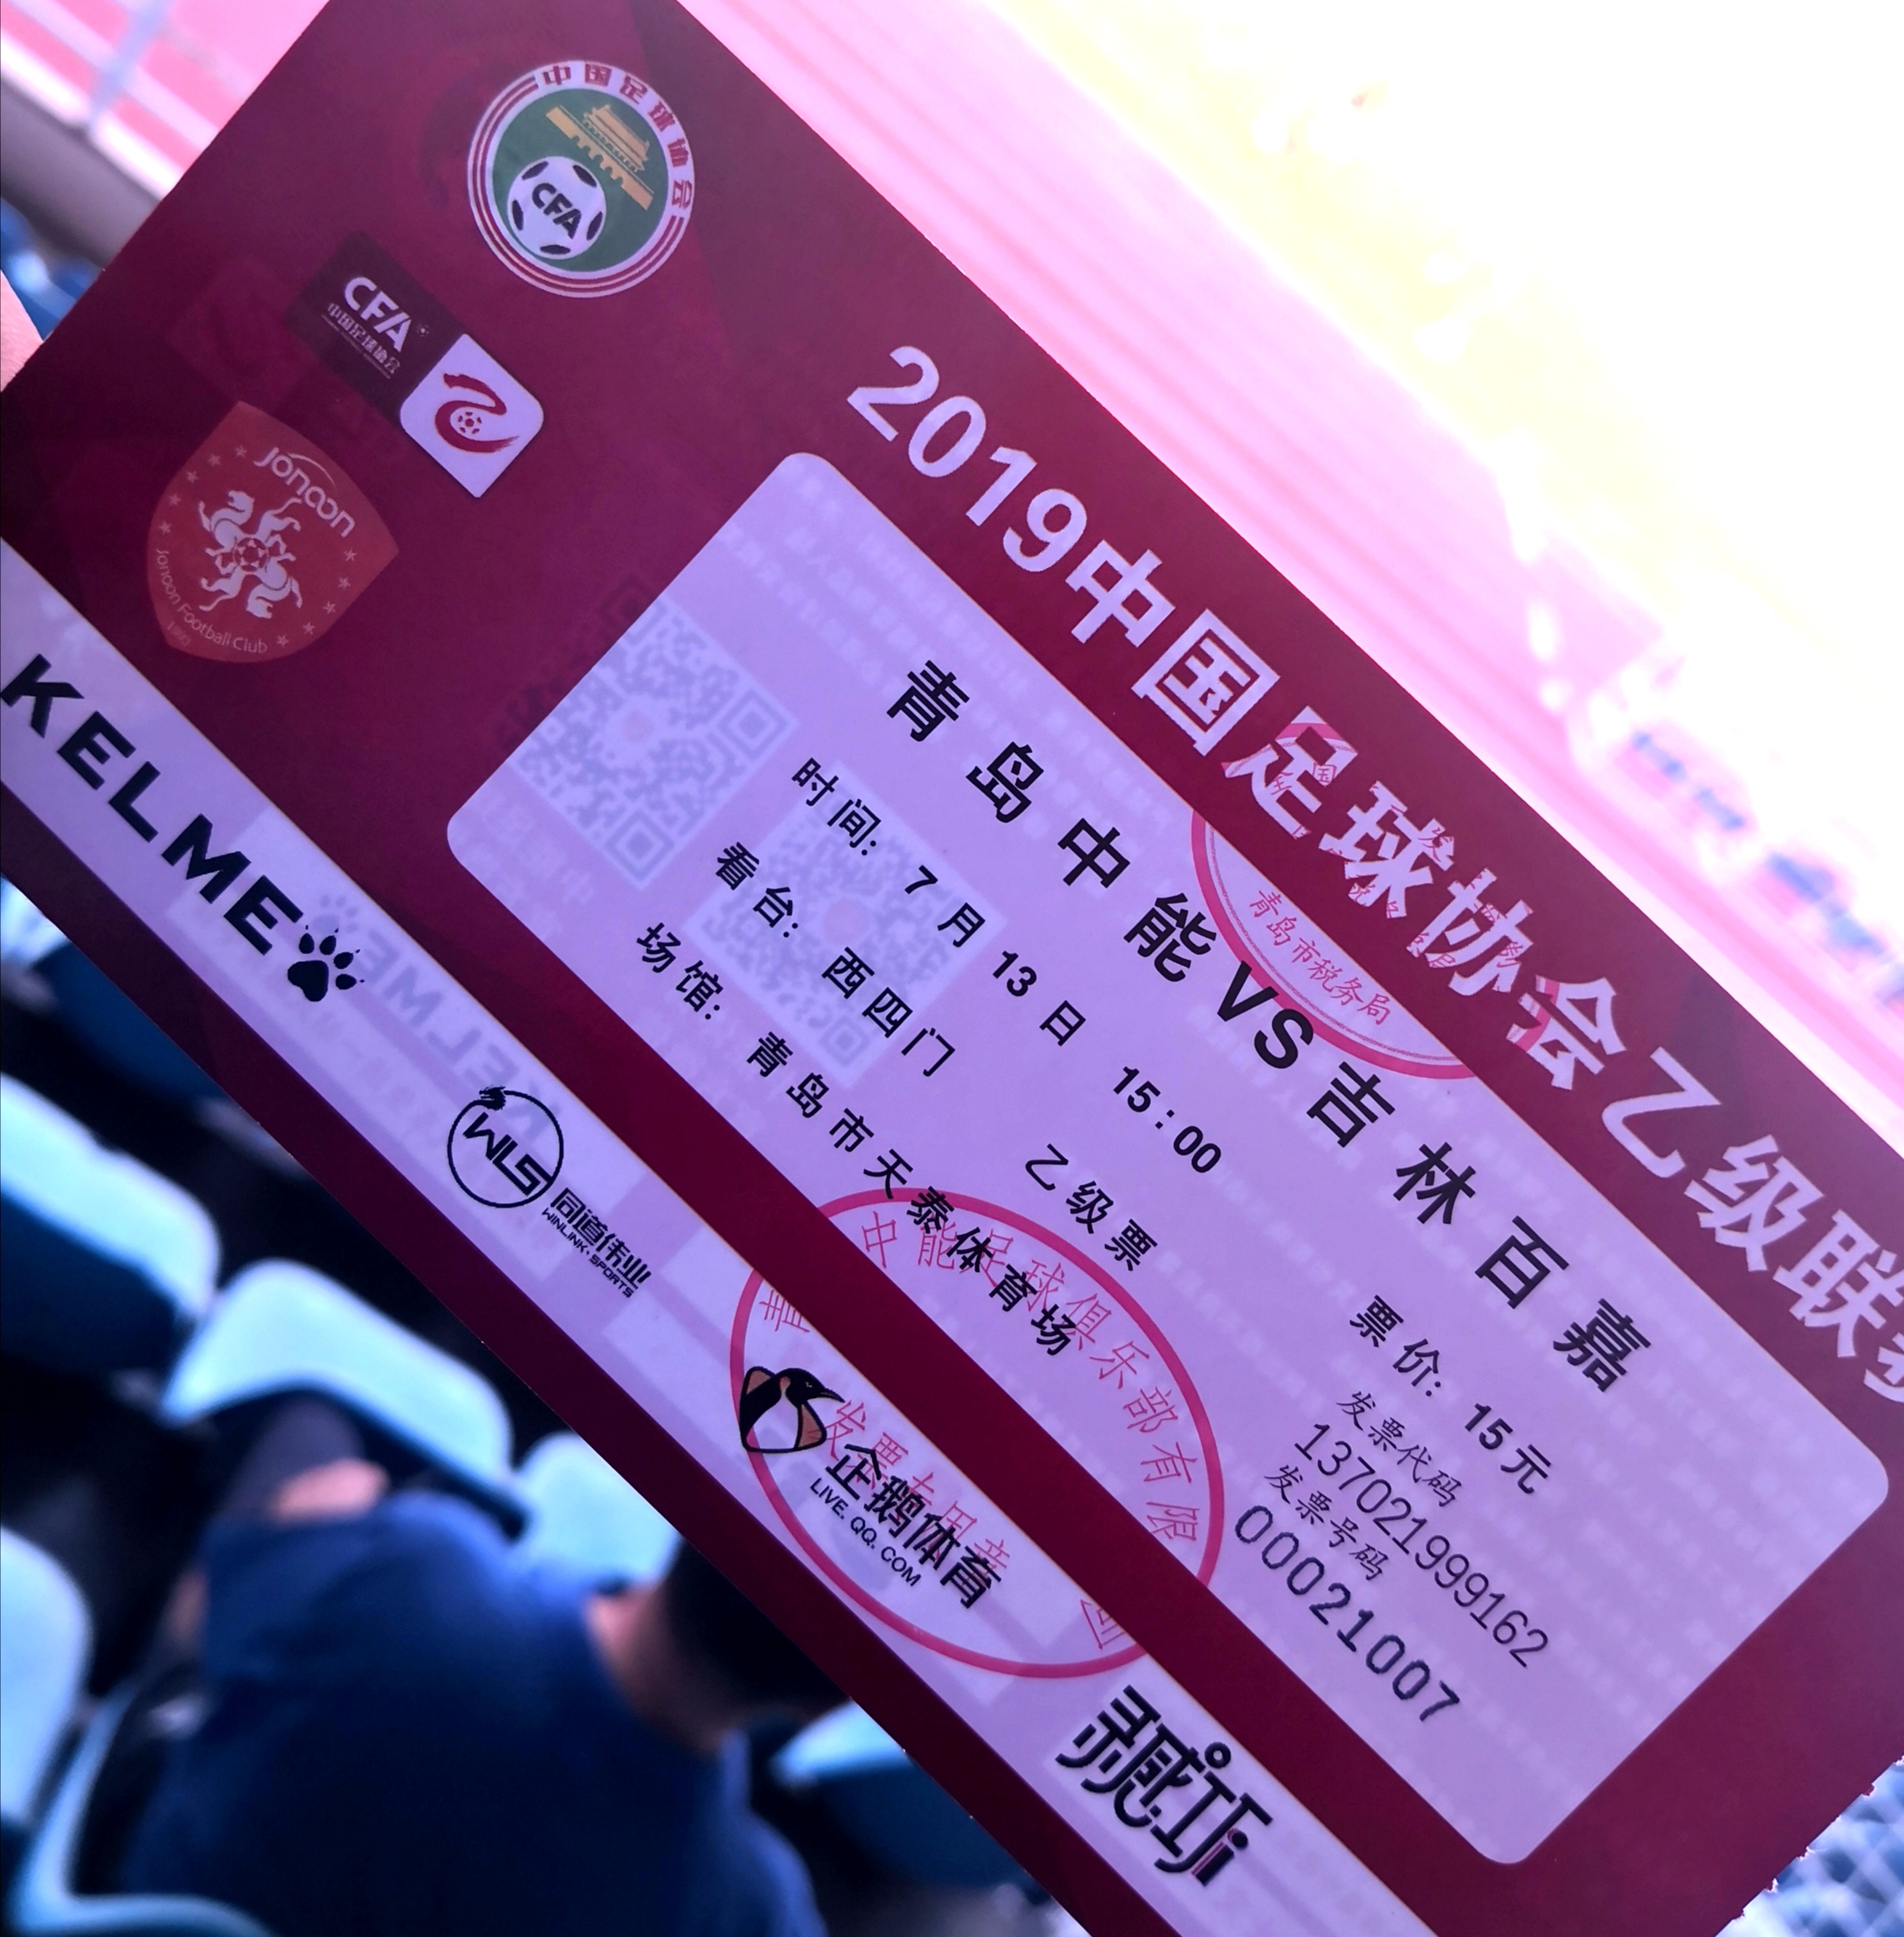 中国足球协会
CFA
CFA
中国足球协会
Jonoon
Jonoon Football Club
2019中国足球协会乙级联赛
青岛中能VS吉林百嘉
时间: 7月13日 15:00
看台: 西四门 乙级票 票价: 15元
场馆: 青岛市天泰体育场
发票代码
137021999162
发票号码
00021007
青岛市税务局
中能足球俱乐部有限
发票专用章
KELME
WLS
同道伟业
WINLINK·SPORTS
企鹅体育
LIVE.QQ.COM